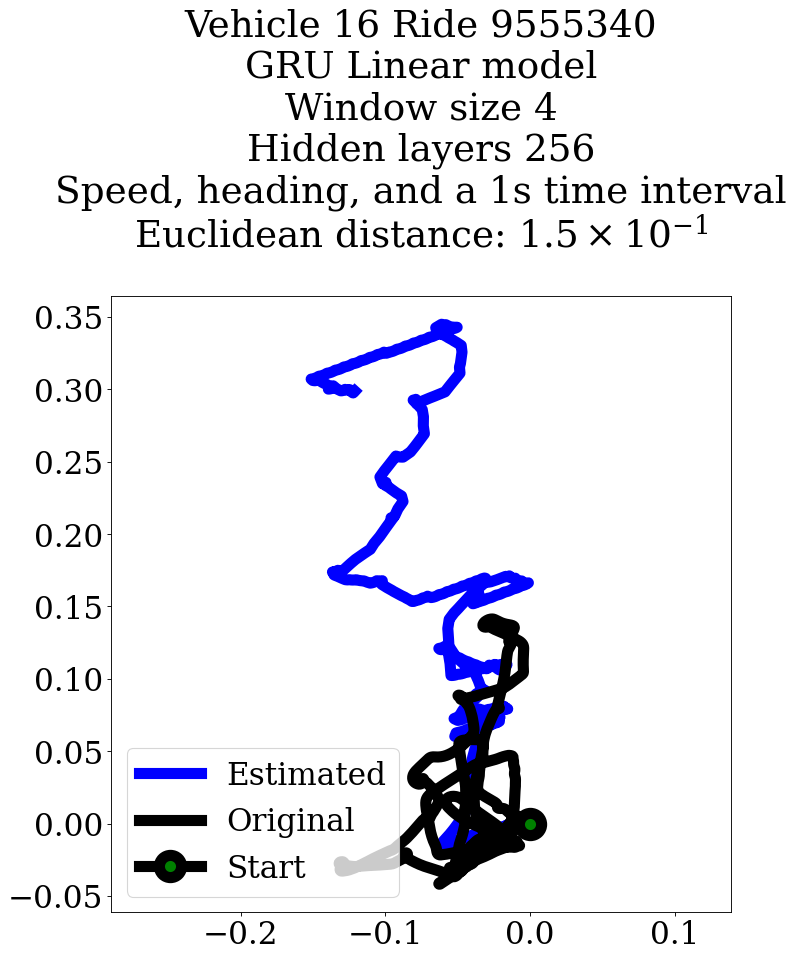 Vehicle 16 Ride 9555340
GRU Linear model
Window size 4
Hidden layers 256
Speed, heading, and a 1s time interval
Euclidean distance: 1.5 × 10⁻¹
0.35
0.30
0.25
0.20
0.15
0.10
0.05
0.00
−0.05
Estimated
Original
Start
−0.2 −0.1 0.0 0.1